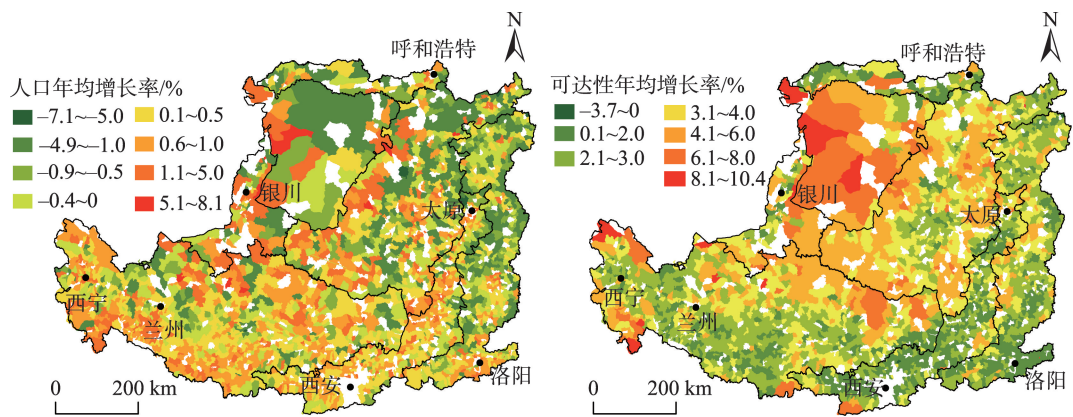 N
呼和浩特
人口年均增长率/%
−7.1~−5.0
0.1~0.5
−4.9~−1.0
0.6~1.0
−0.9~−0.5
1.1~5.0
−0.4~0
5.1~8.1
银川
太原
西宁
兰州
西安
洛阳
0
200 km
N
呼和浩特
可达性年均增长率/%
−3.7~0
3.1~4.0
0.1~2.0
4.1~6.0
2.1~3.0
6.1~8.0
8.1~10.4
银川
太原
西宁
兰州
西安
洛阳
0
200 km